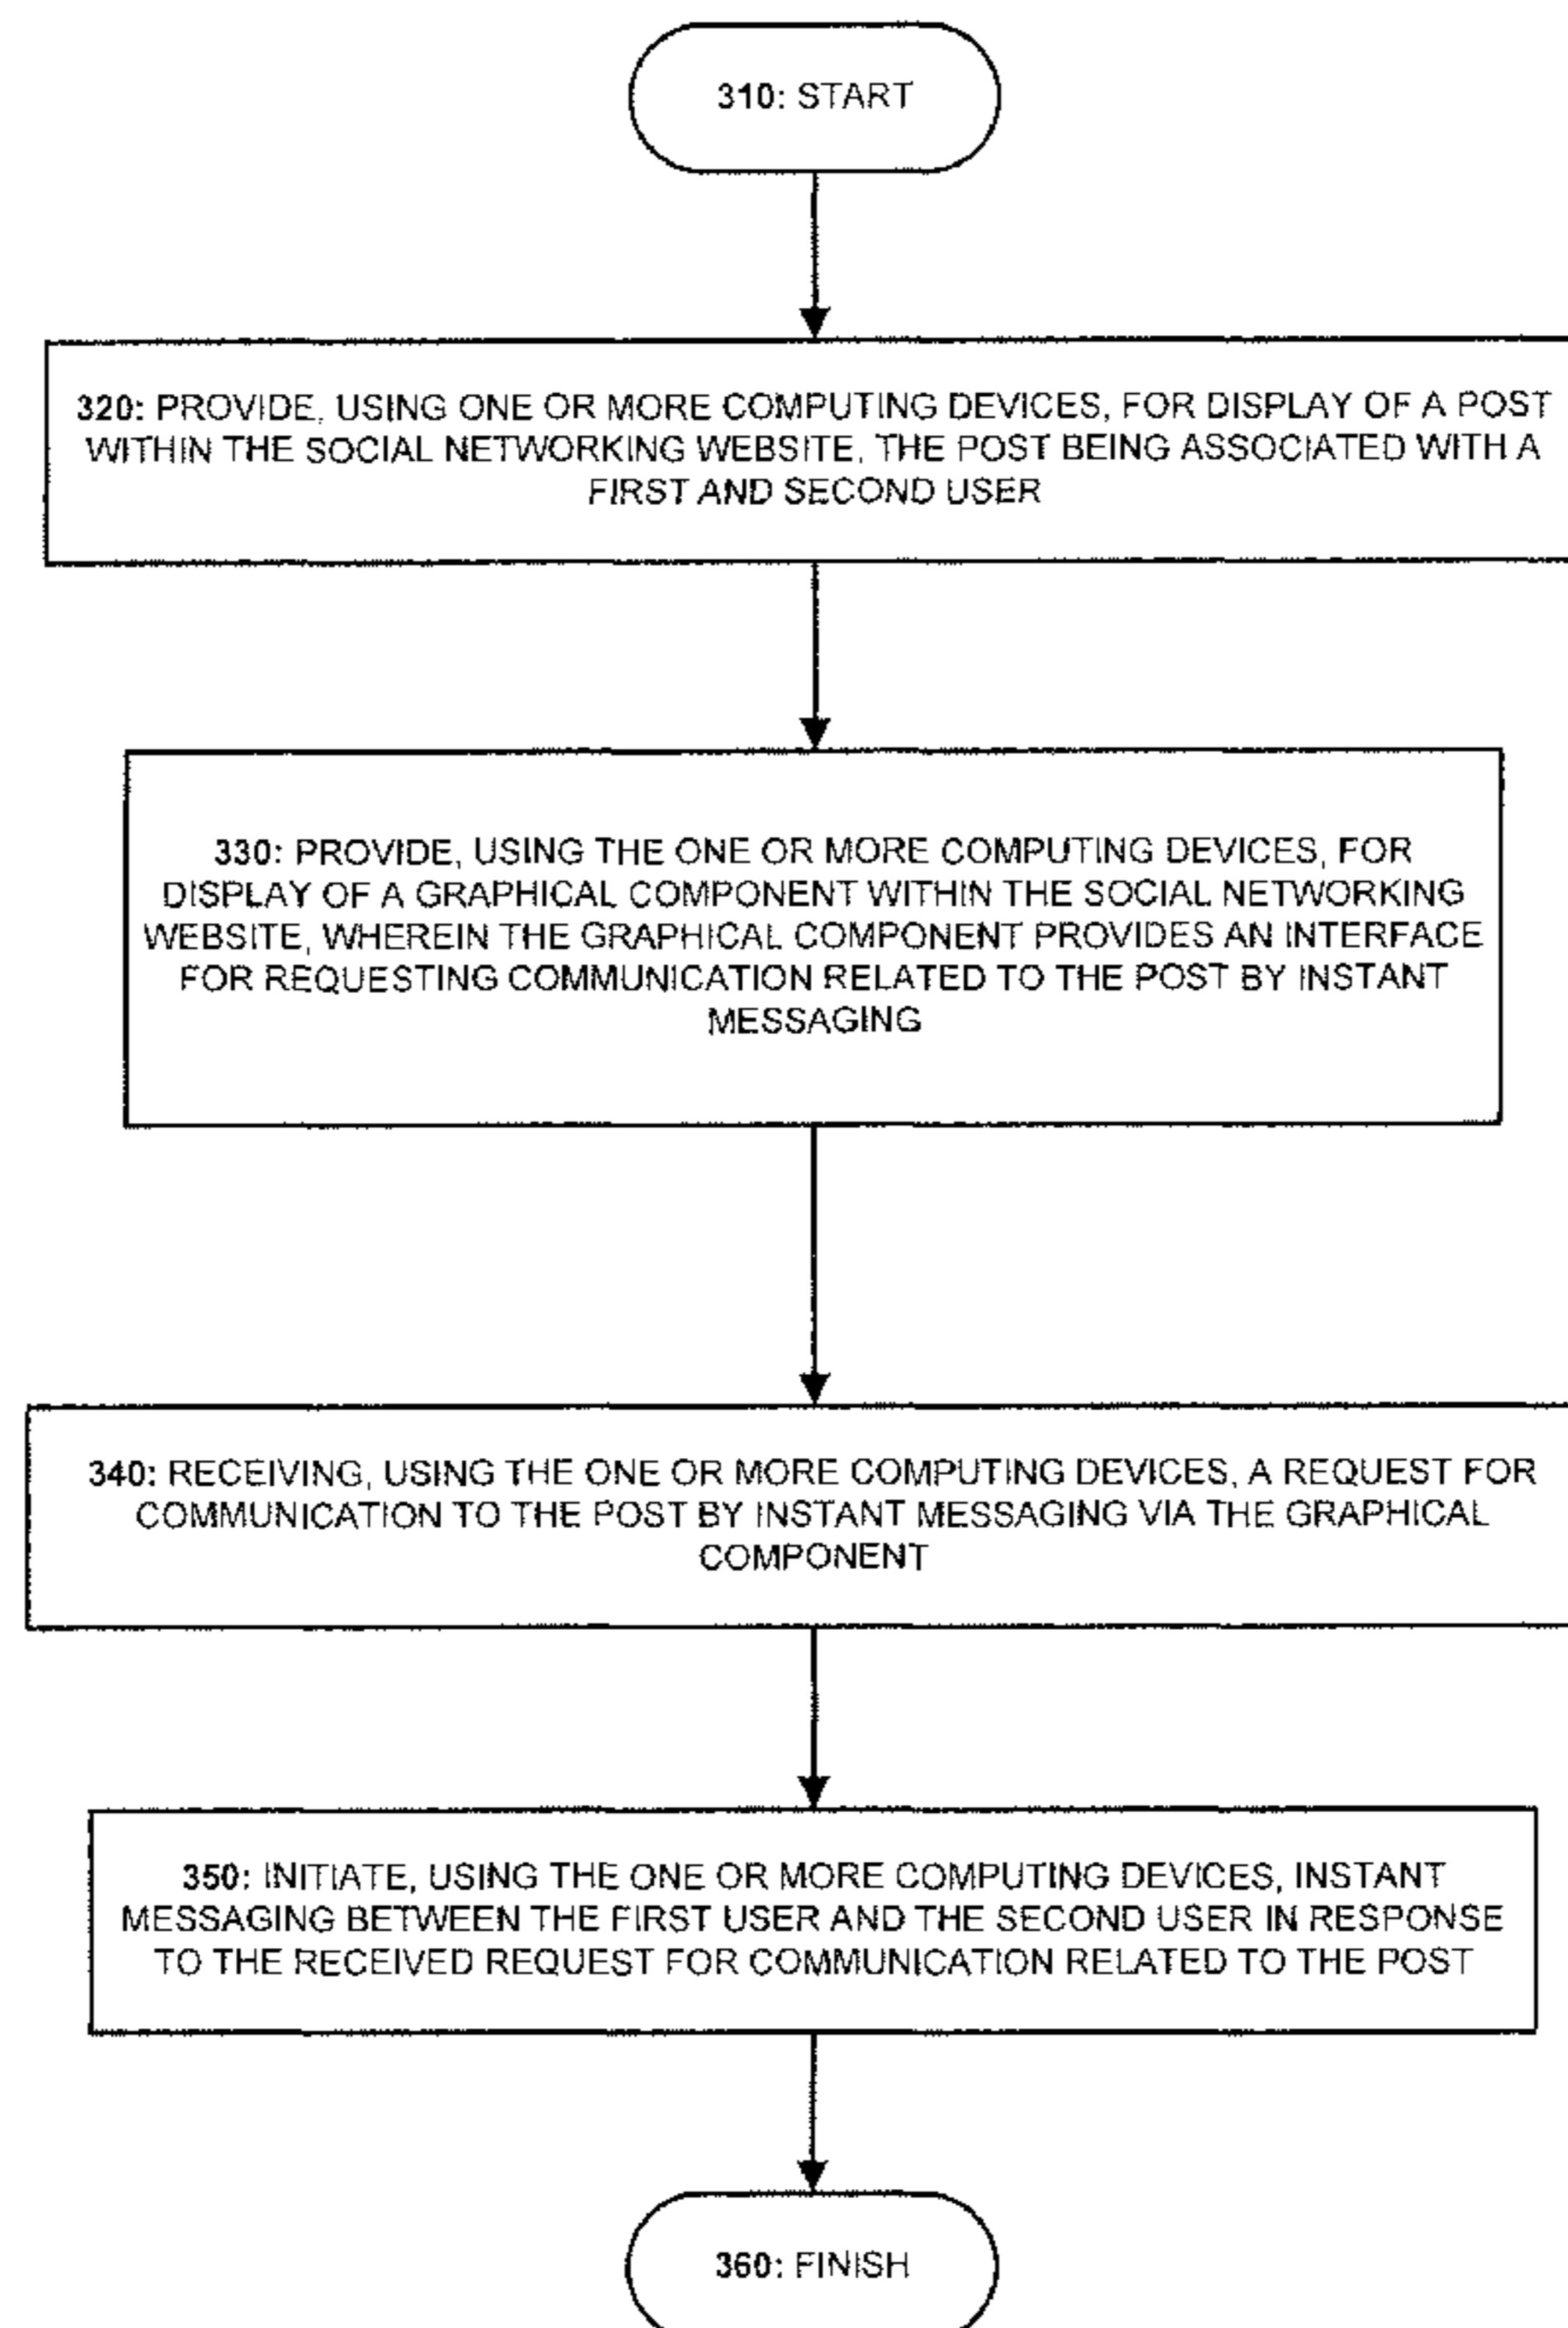 310: START
320: PROVIDE, USING ONE OR MORE COMPUTING DEVICES, FOR DISPLAY OF A POST
WITHIN THE SOCIAL NETWORKING WEBSITE, THE POST BEING ASSOCIATED WITH A
FIRST AND SECOND USER
330: PROVIDE, USING THE ONE OR MORE COMPUTING DEVICES, FOR
DISPLAY OF A GRAPHICAL COMPONENT WITHIN THE SOCIAL NETWORKING
WEBSITE, WHEREIN THE GRAPHICAL COMPONENT PROVIDES AN INTERFACE
FOR REQUESTING COMMUNICATION RELATED TO THE POST BY INSTANT
MESSAGING
340: RECEIVING, USING THE ONE OR MORE COMPUTING DEVICES, A REQUEST FOR
COMMUNICATION TO THE POST BY INSTANT MESSAGING VIA THE GRAPHICAL
COMPONENT
350: INITIATE, USING THE ONE OR MORE COMPUTING DEVICES, INSTANT
MESSAGING BETWEEN THE FIRST USER AND THE SECOND USER IN RESPONSE
TO THE RECEIVED REQUEST FOR COMMUNICATION RELATED TO THE POST
360: FINISH